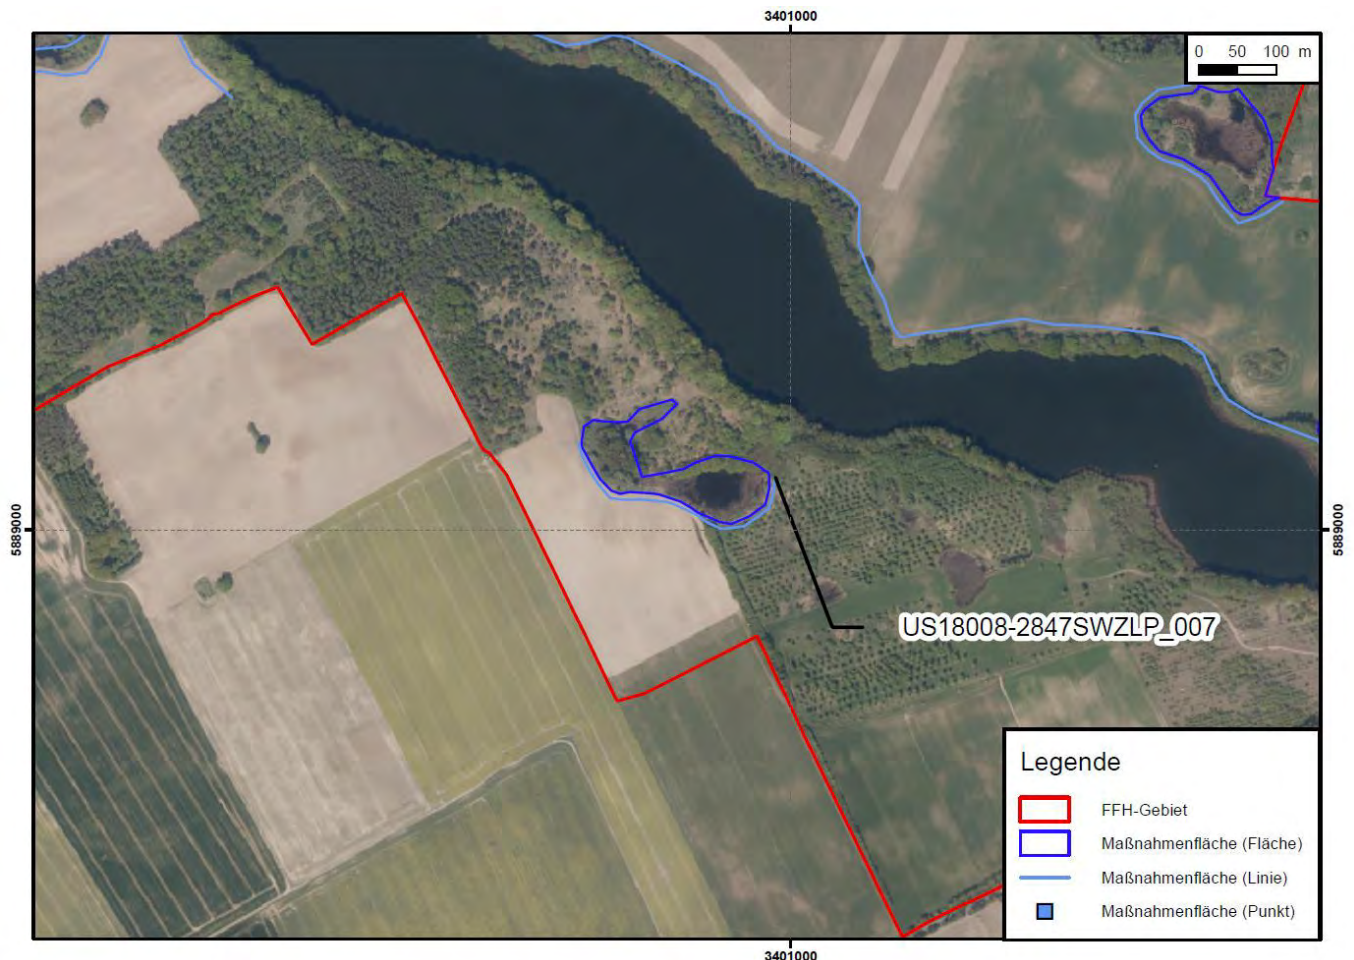 3401000
0 50 100 m
5889000
5889000
US18008-2847SWZLP_007
Legende
FFH-Gebiet
Maßnahmenfläche (Fläche)
Maßnahmenfläche (Linie)
Maßnahmenfläche (Punkt)
3401000